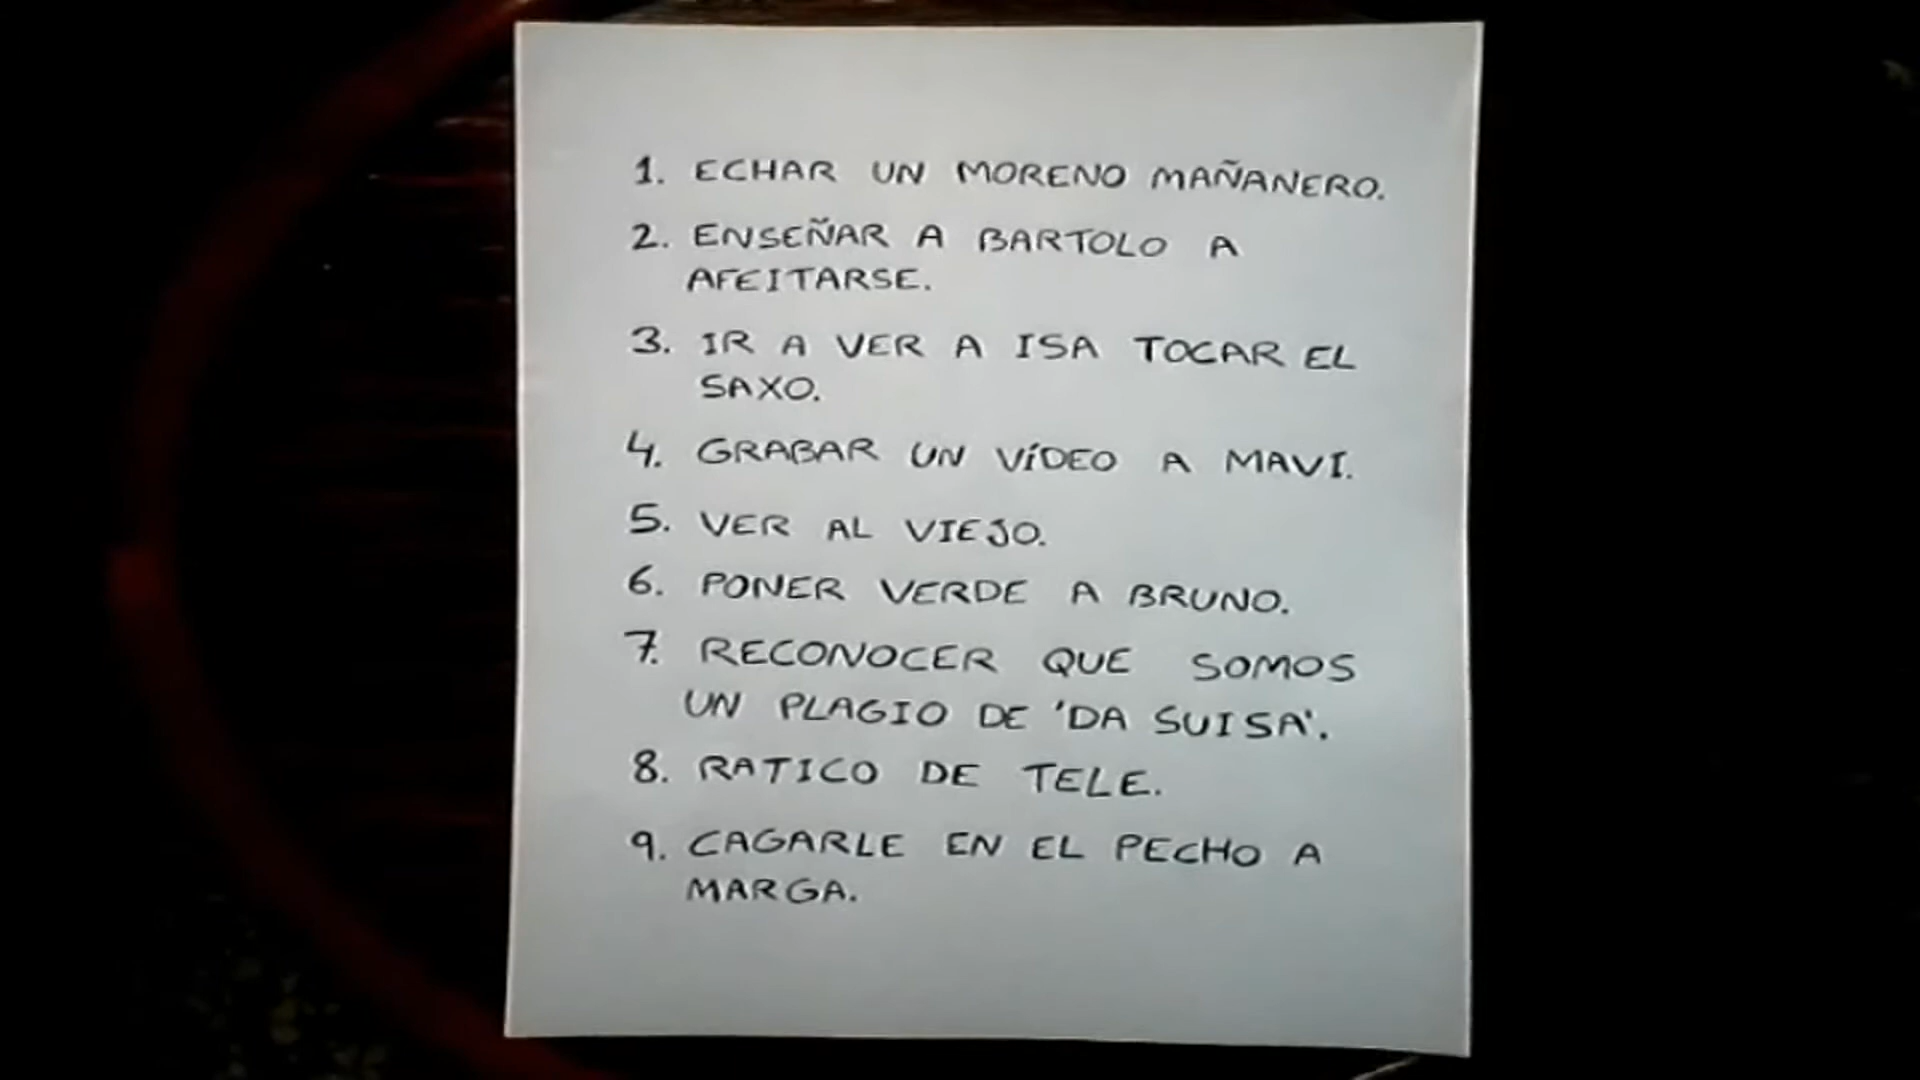 1. ECHAR UN MORENO MAÑANERO.
2. ENSEÑAR A BARTOLO A
AFEITARSE.
3. IR A VER A ISA TOCAR EL
SAXO.
4. GRABAR UN VÍDEO A MAVI.
5. VER AL VIEJO.
6. PONER VERDE A BRUNO.
7. RECONOCER QUE SOMOS
UN PLAGIO DE 'DA SUISA'.
8. RATICO DE TELE.
9. CAGARLE EN EL PECHO A
MARGA.